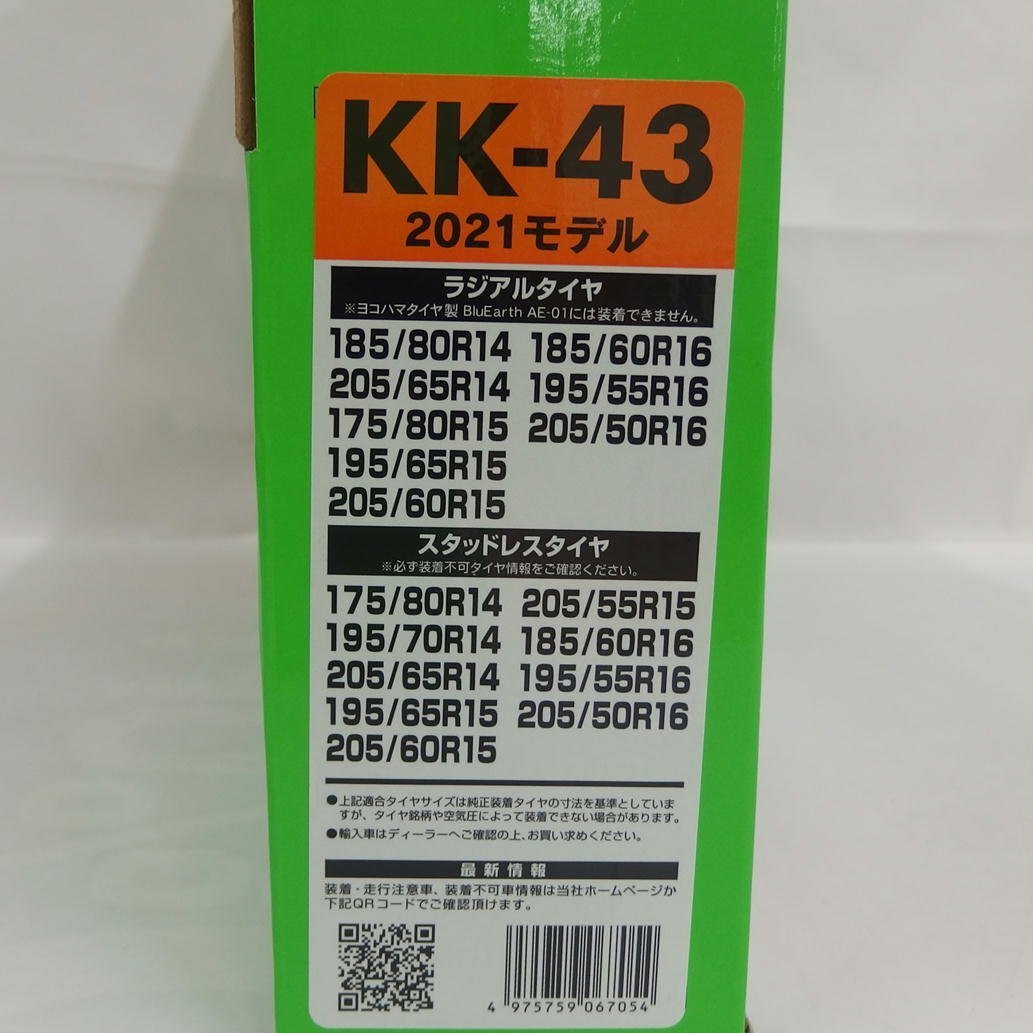 KK-43
2021モデル
ラジアルタイヤ
※ヨコハマタイヤ製 BluEarth AE-01には装着できません。
185/80R14 185/60R16
205/65R14 195/55R16
175/80R15 205/50R16
195/65R15
205/60R15
スタッドレスタイヤ
※必ず装着不可タイヤ情報をご確認ください。
175/80R14 205/55R15
195/70R14 185/60R16
205/65R14 195/55R16
195/65R15 205/50R16
205/60R15
●上記適合タイヤサイズは純正装着タイヤの寸法を基準としていま
すが、タイヤ銘柄や空気圧によって装着できない場合があります。
●輸入車はディーラーへご確認の上、お買い求めください。
最新情報
装着・走行注意車、装着不可車情報は当社ホームページか
下記QRコードでご確認頂けます。
4 975759 067054